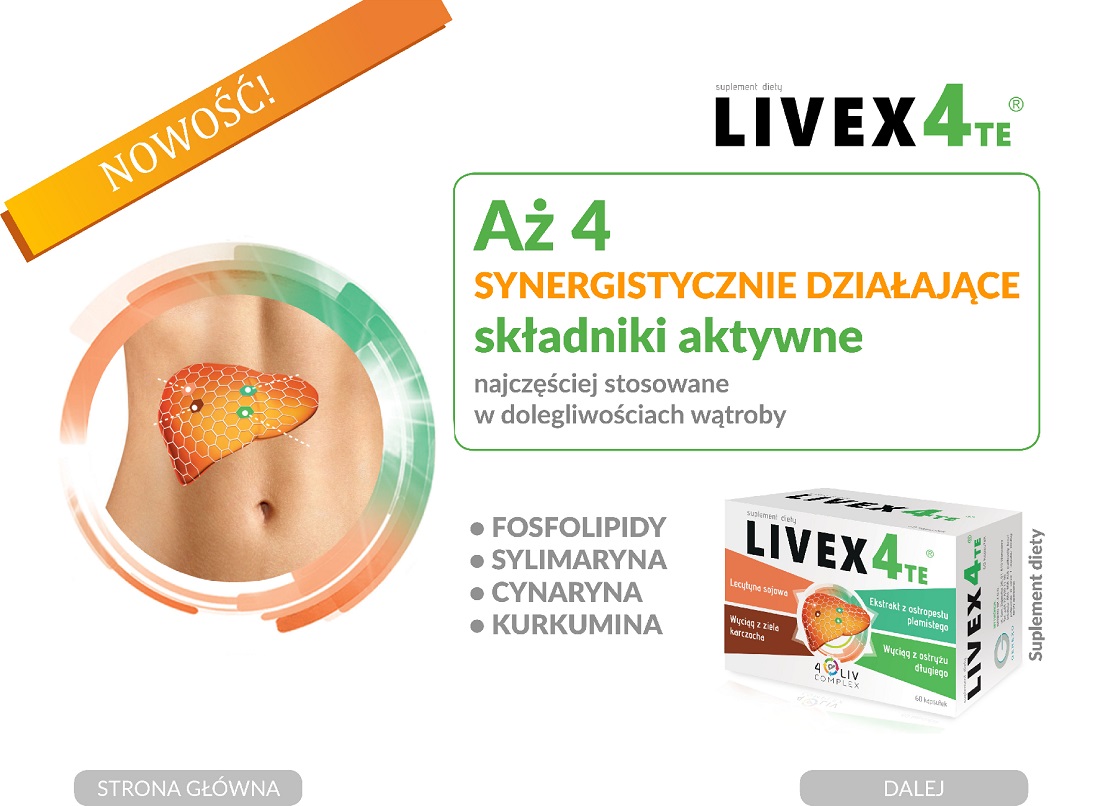 NOWOŚĆ!
suplement diety
LIVEX4TE®
Aż 4
SYNERGISTYCZNIE DZIAŁAJĄCE
składniki aktywne
najczęściej stosowane
w dolegliwościach wątroby
● FOSFOLIPIDY
● SYLIMARYNA
● CYNARYNA
● KURKUMINA
LIVEX4TE
suplement diety
LIVEX4TE®
Lecytyna sojowa
Ekstrakt z ostropestu
plamistego
Wyciąg z ziela
karczocha
Wyciąg z ostryżu
długiego
4 LIV
COMPLEX
60 kapsułek
LIVEX4TE®
Suplement diety
STRONA GŁÓWNA
DALEJ